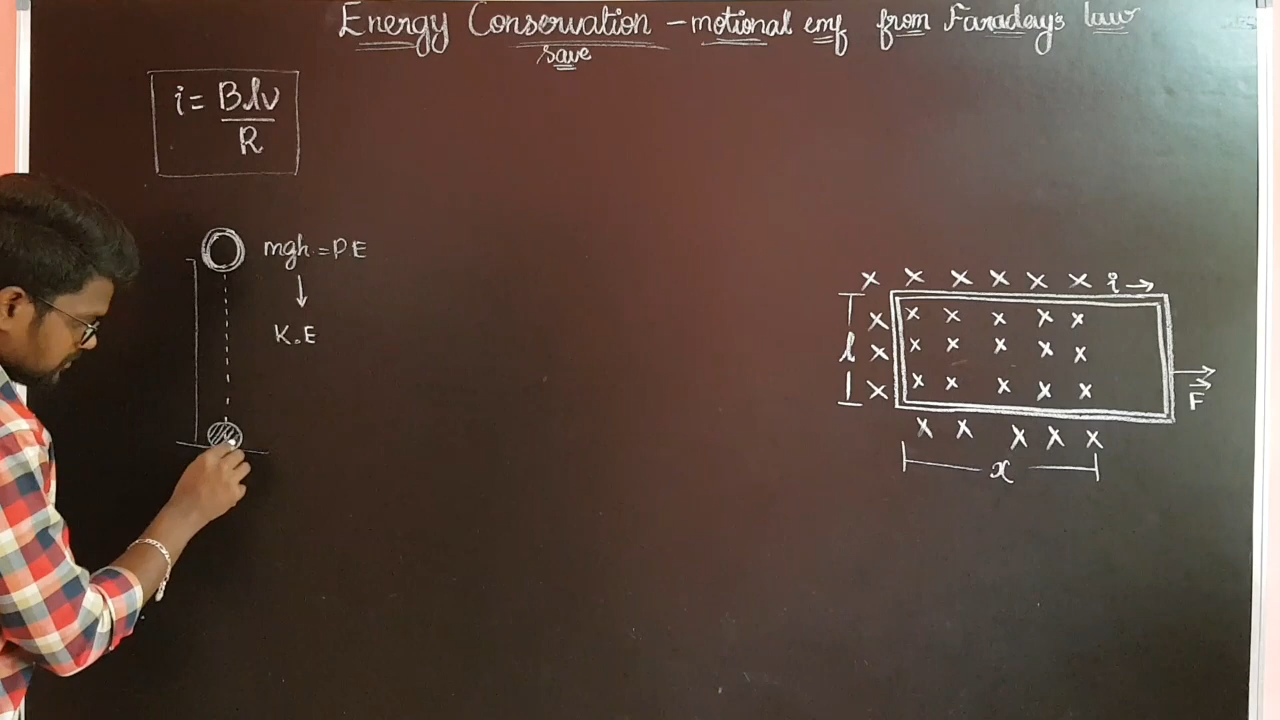 Energy Conservation - motional emf from Faraday's law
save
i = Blv
R
mgh = PE
↓
K.E
x x x x x x i →
x x x x x x
l x x x x x x
x x x x x x
F
x x x x x
x